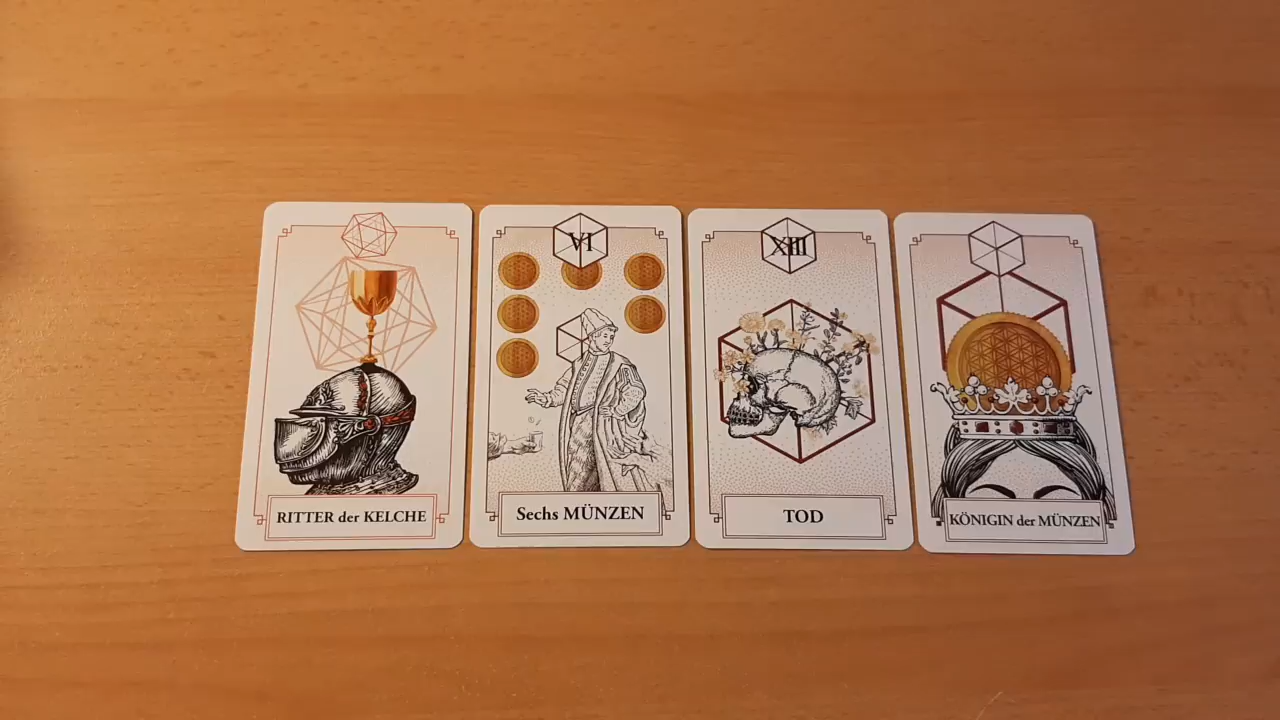 RITTER der KELCHE
VI
Sechs MÜNZEN
XIII
TOD
KÖNIGIN der MÜNZEN